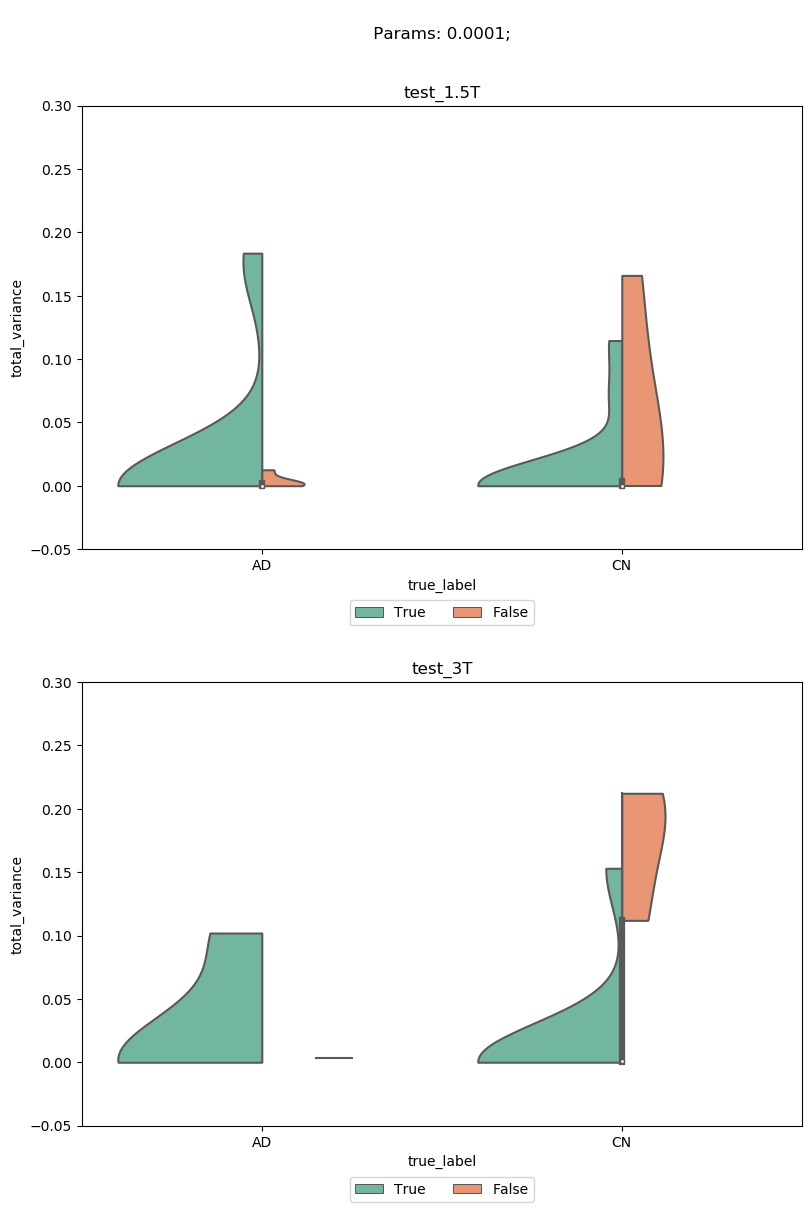 Params: 0.0001;
test_1.5T
0.30
0.25
0.20
0.15
0.10
0.05
0.00
−0.05
total_variance
AD CN
true_label
True False
test_3T
0.30
0.25
0.20
0.15
0.10
0.05
0.00
−0.05
total_variance
AD CN
true_label
True False